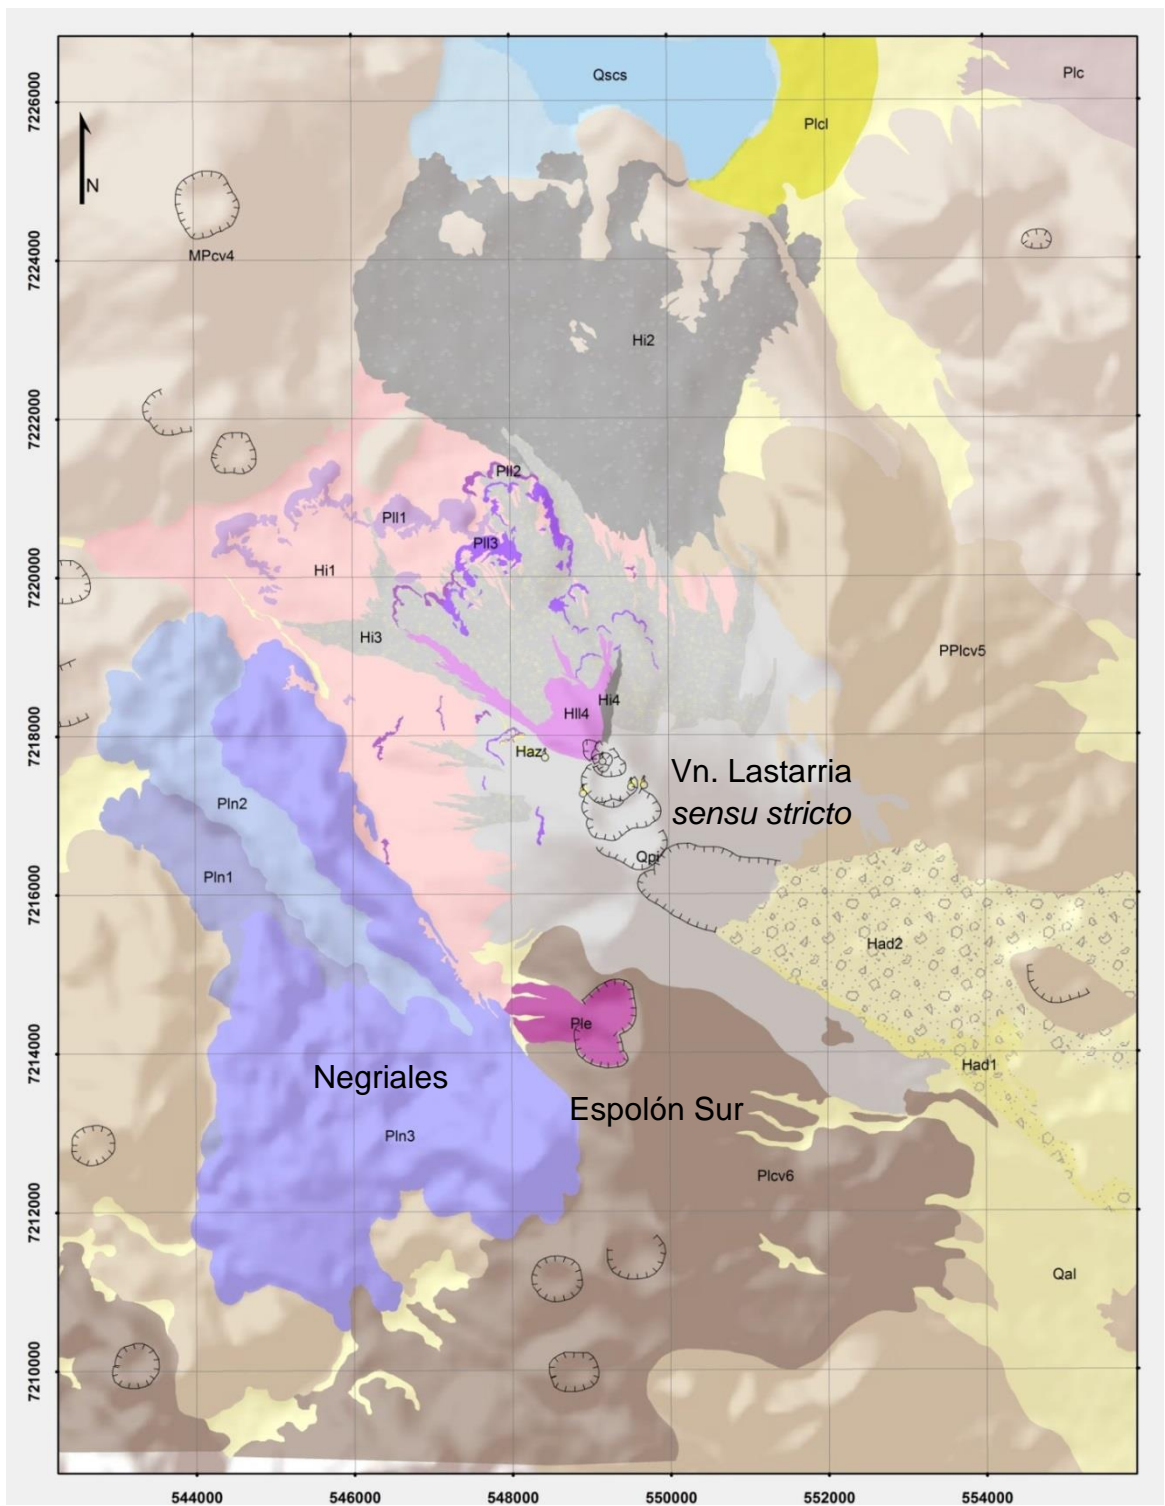 Qscs
Plc
7226000
Plcl
N
7224000
MPcv4
Hi2
7222000
Pll2
Pll1
Pll3
7220000
Hi1
Hi3
PPlcv5
Hi4
Hll4
7218000
Haz
Vn. Lastarria
sensu stricto
Pln2
Qpr
Pln1
7216000
Had2
Ple
7214000
Had1
Negriales
Espolón Sur
Pln3
Plcv6
7212000
Qal
7210000
544000 546000 548000 550000 552000 554000